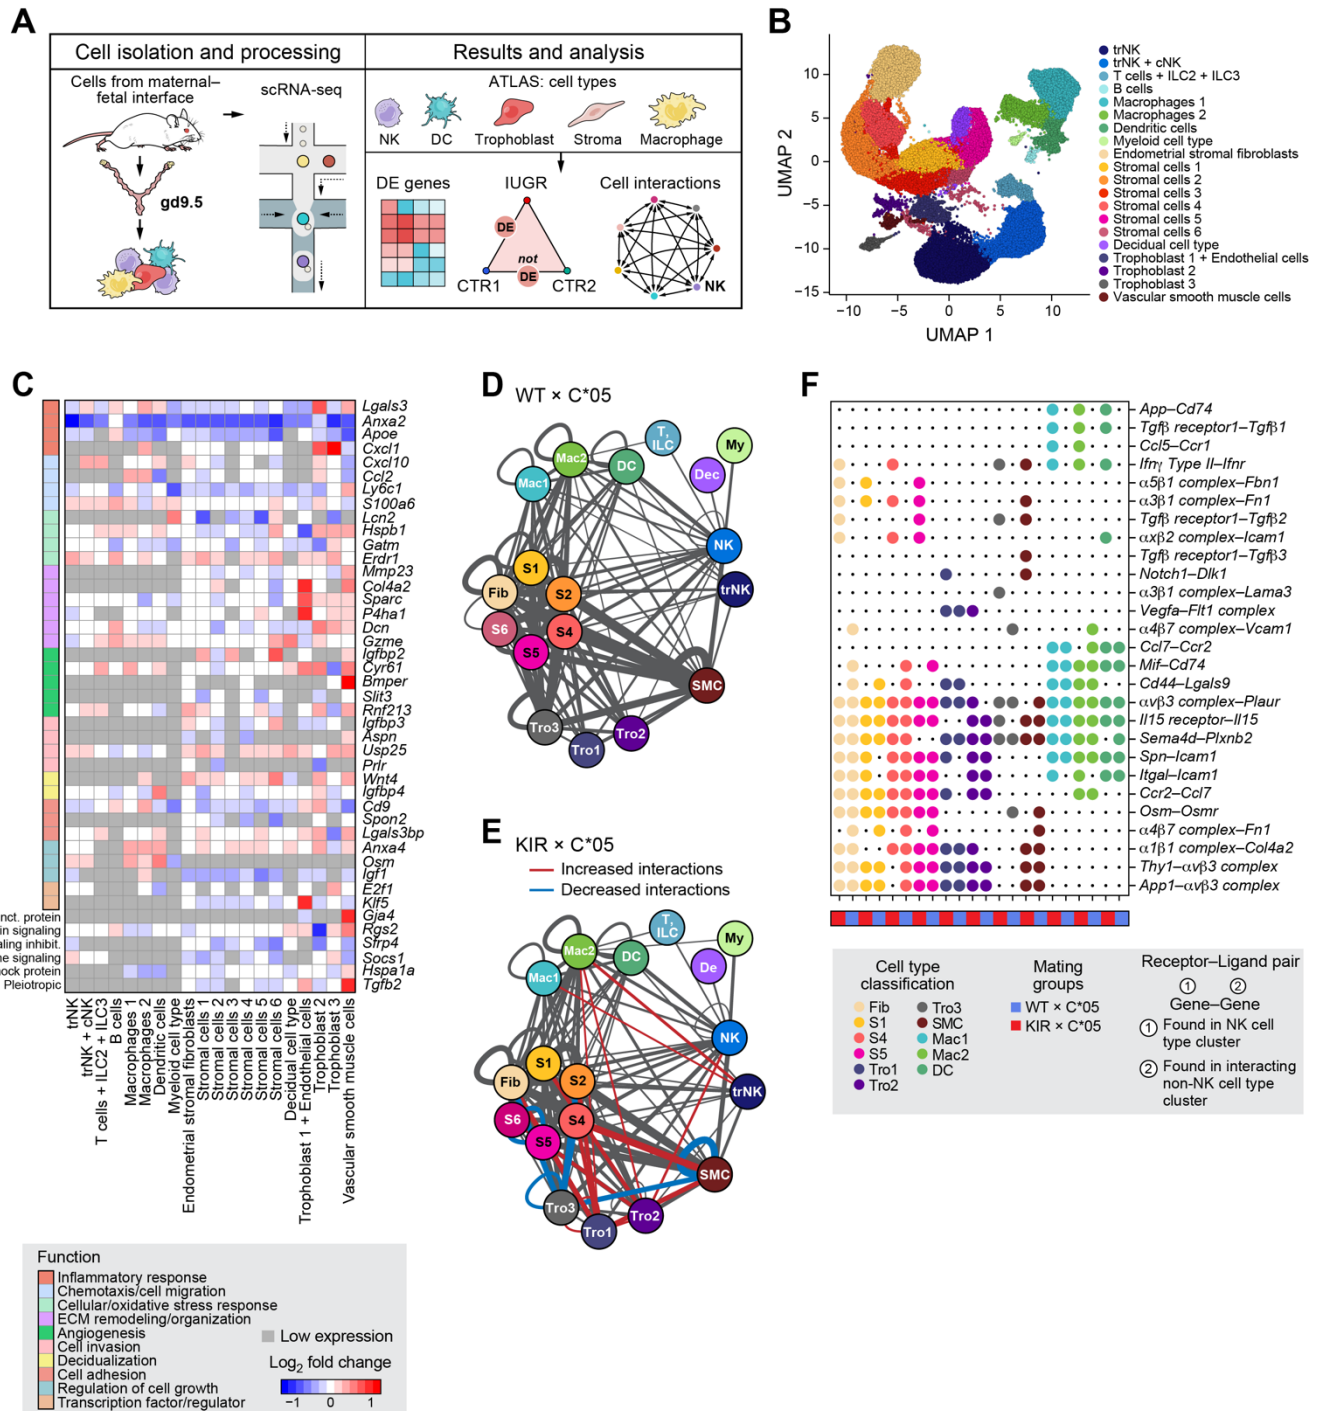 A
Cell isolation and processing
Results and analysis
Cells from maternal–
fetal interface
scRNA-seq
gd9.5
ATLAS: cell types
NK
DC
Trophoblast
Stroma
Macrophage
DE genes
IUGR
Cell interactions
DE
not
DE
CTR1
CTR2
NK
B
UMAP 2
10
5
0
−5
−10
−15
−10
−5
0
5
10
UMAP 1
trNK
trNK + cNK
T cells + ILC2 + ILC3
B cells
Macrophages 1
Macrophages 2
Dendritic cells
Myeloid cell type
Endometrial stromal fibroblasts
Stromal cells 1
Stromal cells 2
Stromal cells 3
Stromal cells 4
Stromal cells 5
Stromal cells 6
Decidual cell type
Trophoblast 1 + Endothelial cells
Trophoblast 2
Trophoblast 3
Vascular smooth muscle cells
C
Lgals3
Anxa2
Apoe
Cxcl1
Cxcl10
Ccl2
Ly6c1
S100a6
Lcn2
Hspb1
Gatm
Erdr1
Mmp23
Col4a2
Sparc
P4ha1
Dcn
Gzme
Igfbp2
Cyr61
Bmper
Slit3
Rnf213
Igfbp3
Aspn
Usp25
Prlr
Wnt4
Igfbp4
Cd9
Spon2
Lgals3bp
Anxa4
Osm
Igf1
E2f1
Klf5
nct. protein Gja4
in signaling Rgs2
aling inhibit. Sfrp4
ne signaling Socs1
nock protein Hspa1a
Pleiotropic Tgfb2
trNK
trNK + cNK
T cells + ILC2 + ILC3
B cells
Macrophages 1
Macrophages 2
Dendritic cells
Myeloid cell type
Endometrial stromal fibroblasts
Stromal cells 1
Stromal cells 2
Stromal cells 3
Stromal cells 4
Stromal cells 5
Stromal cells 6
Decidual cell type
Trophoblast 1 + Endothelial cells
Trophoblast 2
Trophoblast 3
Vascular smooth muscle cells
Function
Inflammatory response
Chemotaxis/cell migration
Cellular/oxidative stress response
ECM remodeling/organization
Angiogenesis
Cell invasion
Decidualization
Cell adhesion
Regulation of cell growth
Transcription factor/regulator
Low expression
Log2 fold change
−1 0 1
D
WT × C*05
T,
ILC
My
Mac2
DC
Dec
Mac1
NK
S1
Fib
S2
trNK
S6
S4
S5
SMC
Tro3
Tro2
Tro1
E
KIR × C*05
Increased interactions
Decreased interactions
T,
ILC
My
Mac2
DC
De
Mac1
NK
S1
Fib
S2
trNK
S6
S4
S5
SMC
Tro3
Tro2
Tro1
F
App–Cd74
Tgfβ receptor1–Tgfβ1
Ccl5–Ccr1
Ifnγ Type II–Ifnr
α5β1 complex–Fbn1
α3β1 complex–Fn1
Tgfβ receptor1–Tgfβ2
αxβ2 complex–Icam1
Tgfβ receptor1–Tgfβ3
Notch1–Dlk1
α3β1 complex–Lama3
Vegfa–Flt1 complex
α4β7 complex–Vcam1
Ccl7–Ccr2
Mif–Cd74
Cd44–Lgals9
αvβ3 complex–Plaur
Il15 receptor–Il15
Sema4d–Plxnb2
Spn–Icam1
Itgal–Icam1
Ccr2–Ccl7
Osm–Osmr
α4β7 complex–Fn1
α1β1 complex–Col4a2
Thy1–αvβ3 complex
App1–αvβ3 complex
Cell type
classification
Fib
S1
S4
S5
Tro1
Tro2
Tro3
SMC
Mac1
Mac2
DC
Mating
groups
WT × C*05
KIR × C*05
Receptor–Ligand pair
1 2
Gene–Gene
1 Found in NK cell
type cluster
2 Found in interacting
non-NK cell type
cluster